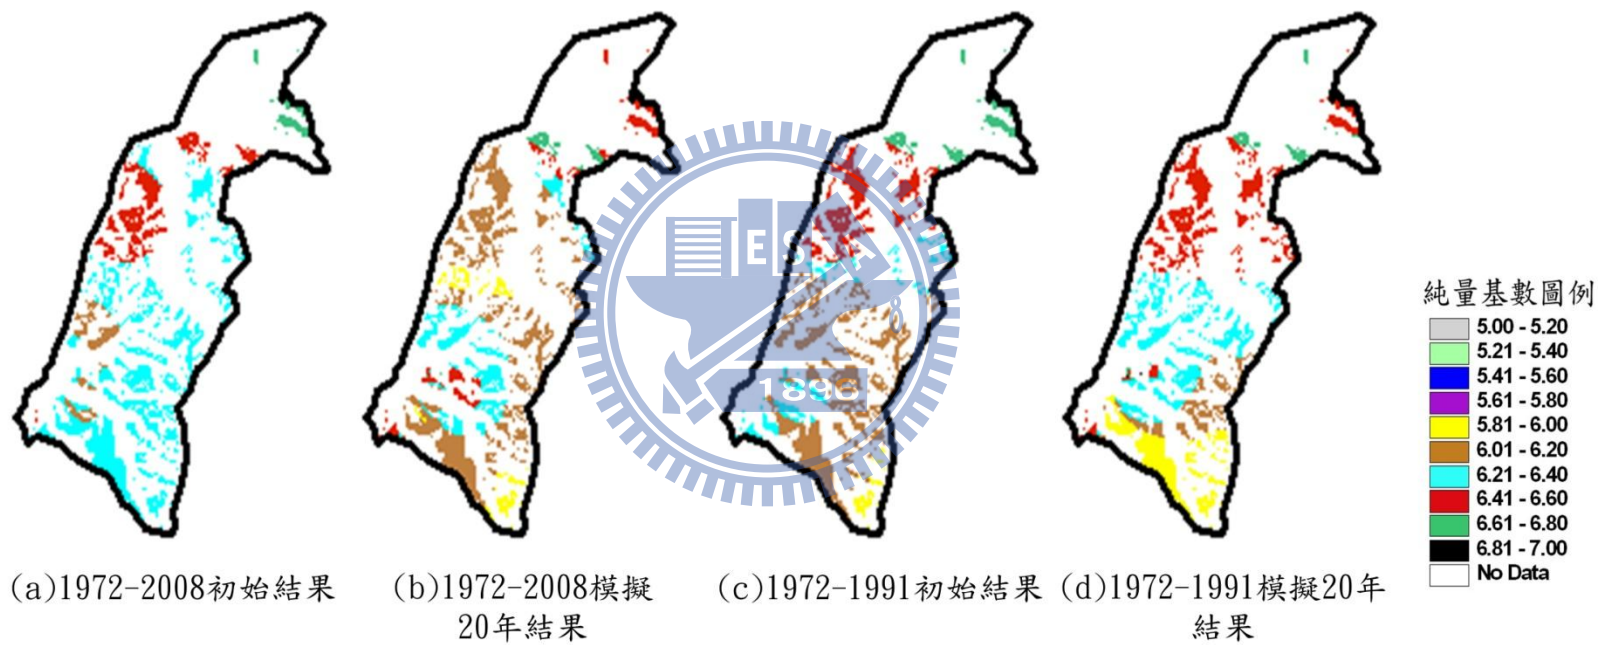 ES
1896
純量基數圖例
5.00 - 5.20
5.21 - 5.40
5.41 - 5.60
5.61 - 5.80
5.81 - 6.00
6.01 - 6.20
6.21 - 6.40
6.41 - 6.60
6.61 - 6.80
6.81 - 7.00
No Data
(a)1972-2008初始結果
(b)1972-2008模擬
20年結果
(c)1972-1991初始結果
(d)1972-1991模擬20年
結果